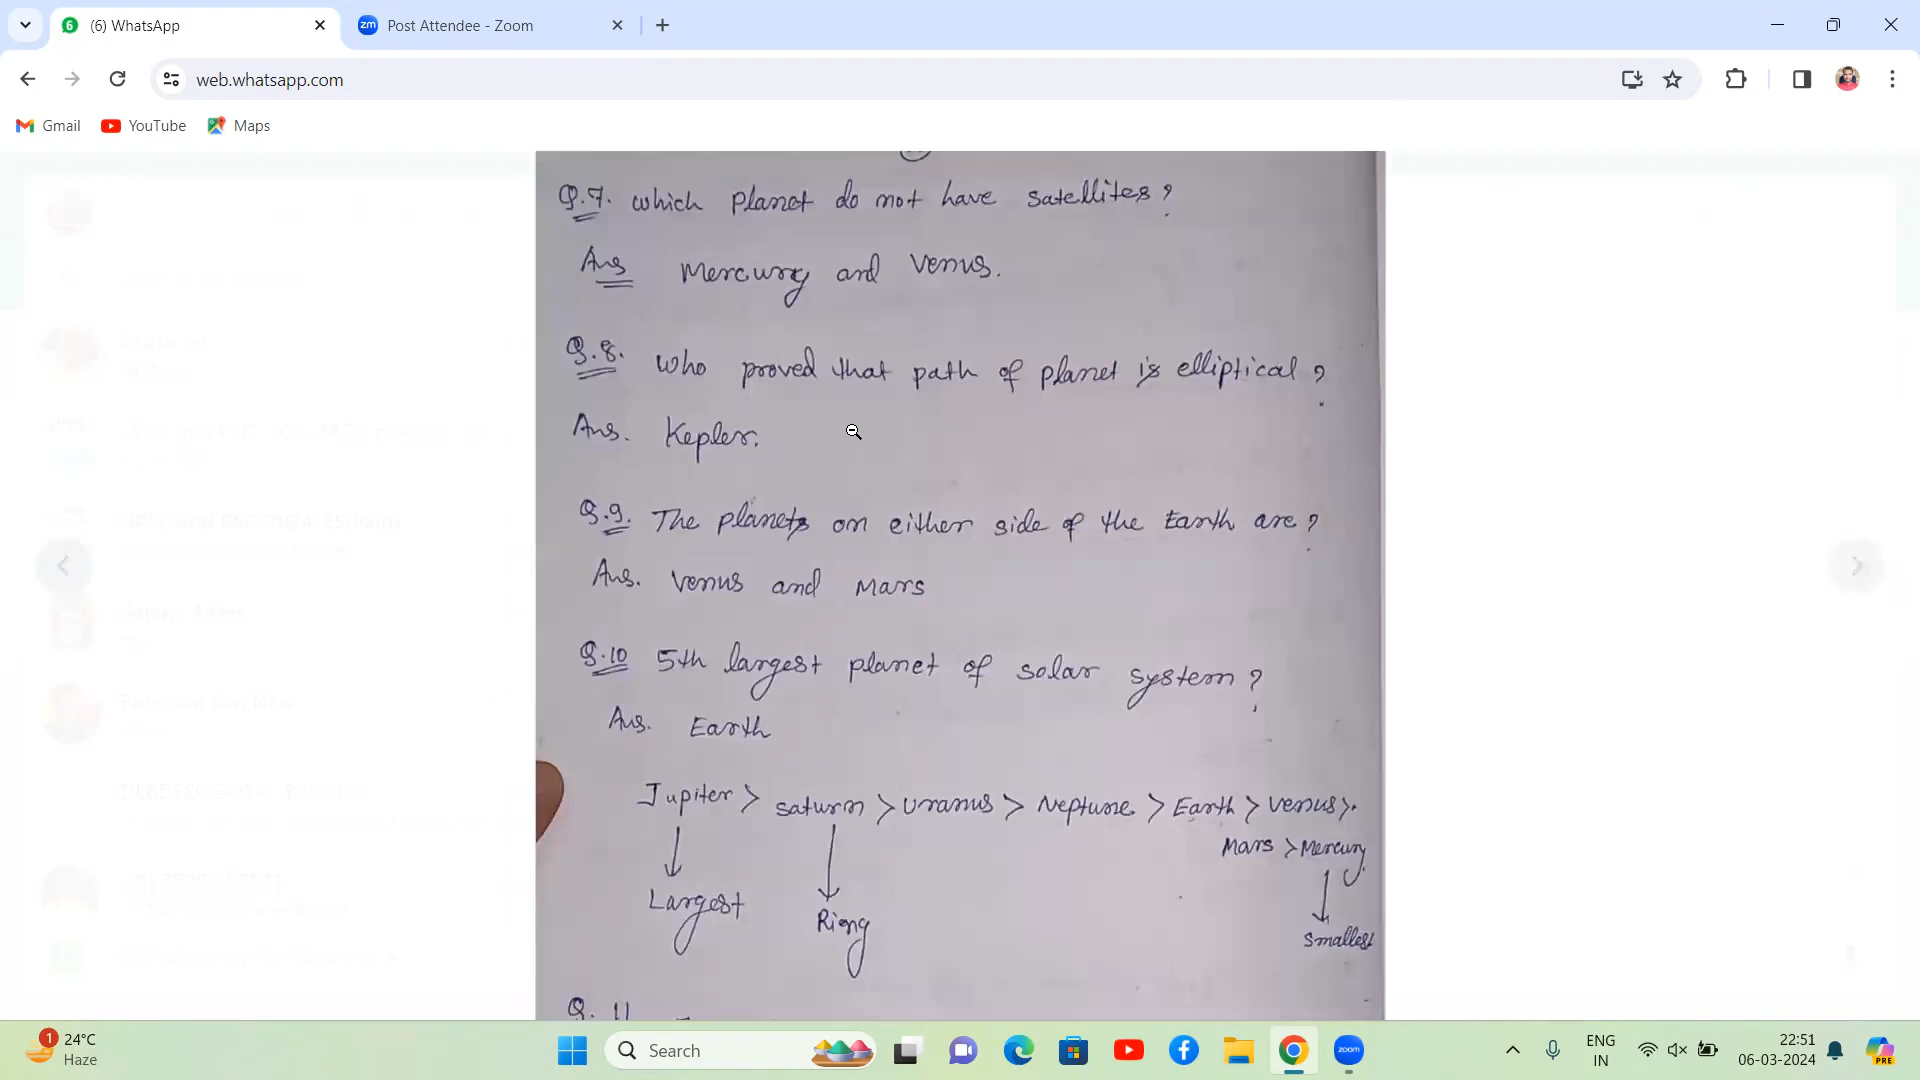 (6) WhatsApp
Post Attendee - Zoom
web.whatsapp.com
Gmail YouTube Maps
Q.7. Which planet do not have satellites?
Ans Mercury and Venus.
Q.8. Who proved that path of planet is elliptical?
Ans. Kepler.
Q.9. The planets on either side of the Earth are?
Ans. Venus and Mars
Q.10 5th largest planet of solar system?
Ans. Earth
Jupiter > Saturn > Uranus > Neptune > Earth > Venus >
Mars > Mercury
Largest
Ring
Smallest
Q. 11
1
24°C
Haze
Search
zoom
ENG
IN
22:51
06-03-2024
PRE